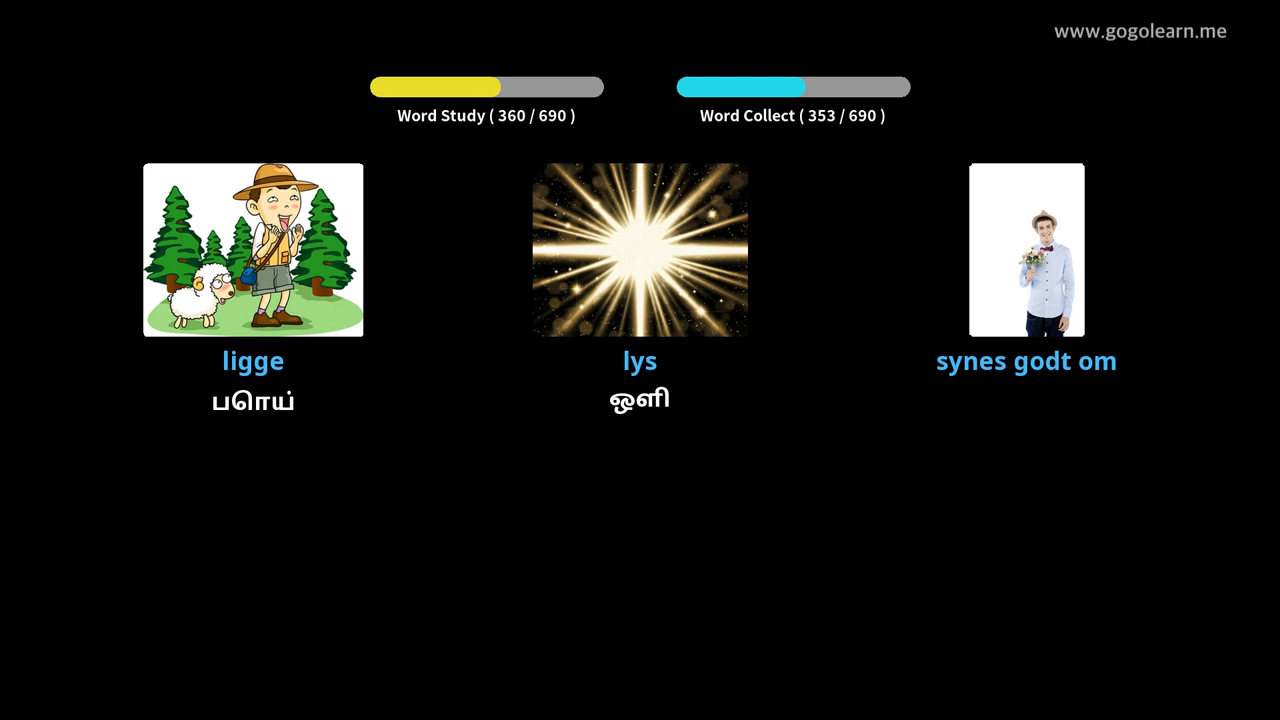 www.gogolearn.me
Word Study ( 360 / 690 )
Word Collect ( 353 / 690 )
ligge
lys
synes godt om
பொய்
ஒளி